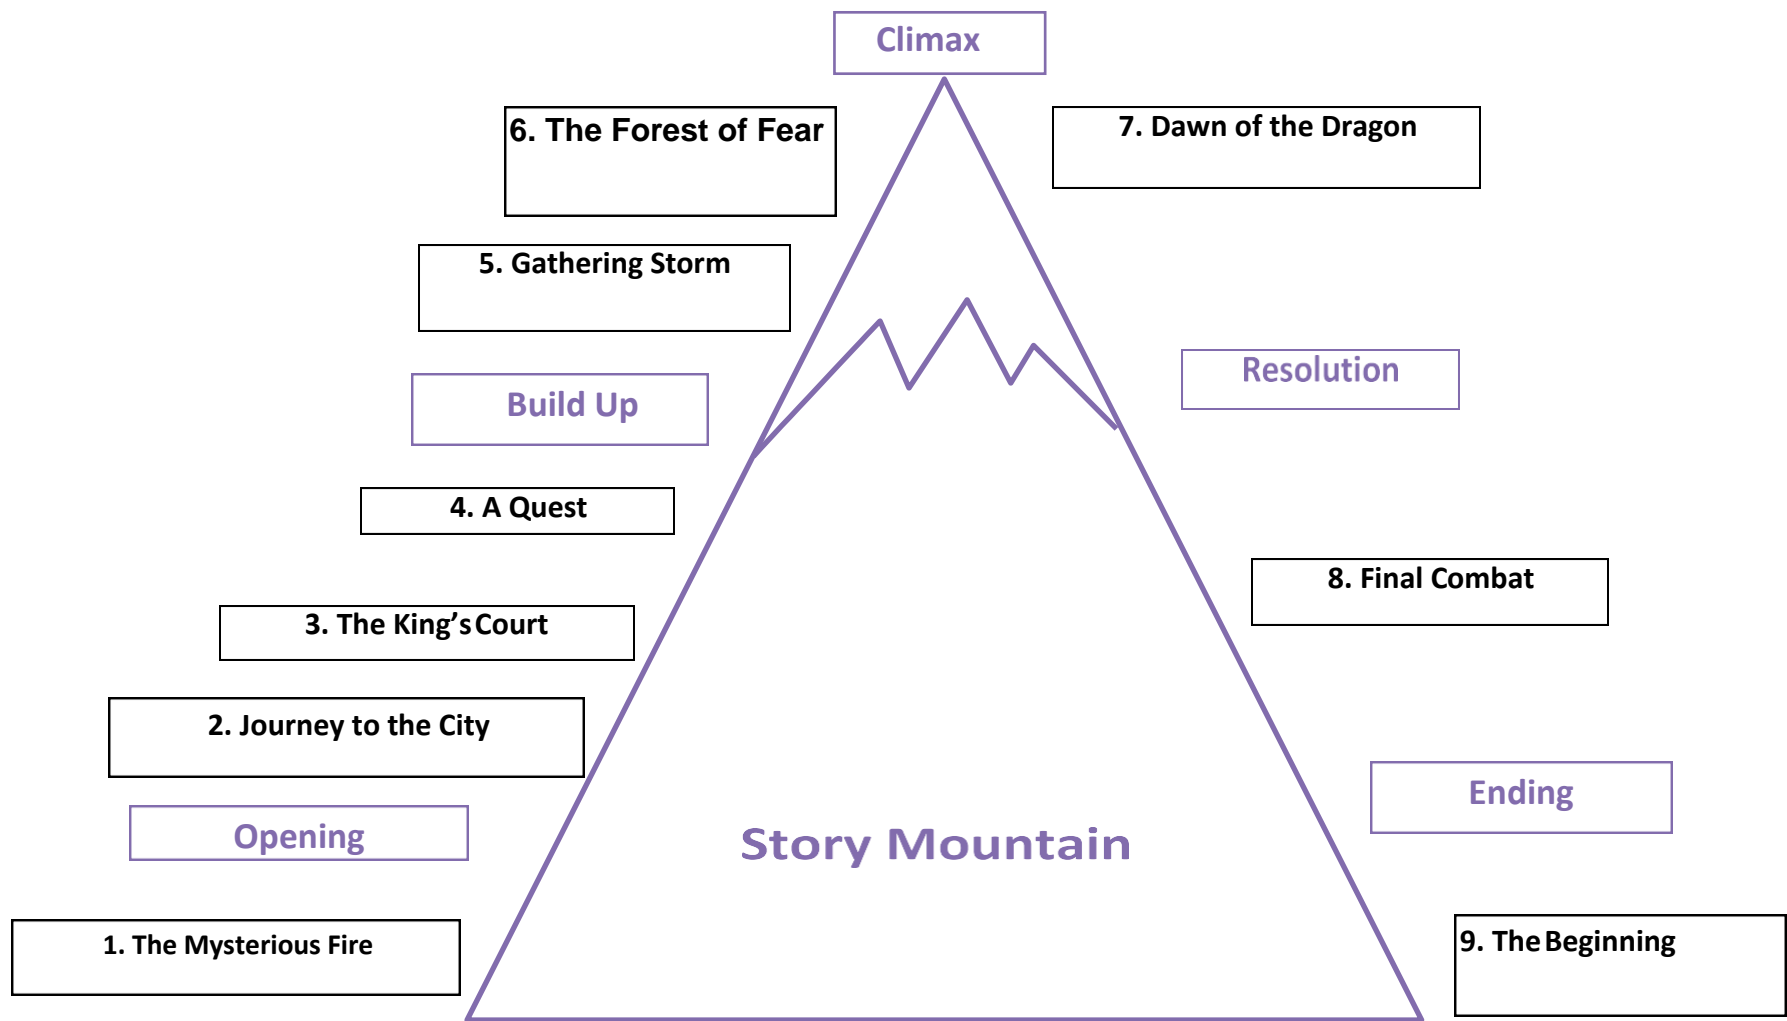 Climax
6. The Forest of Fear
7. Dawn of the Dragon
5. Gathering Storm
Build Up
Resolution
4. A Quest
8. Final Combat
3. The King’s Court
2. Journey to the City
Opening
Story Mountain
Ending
1. The Mysterious Fire
9. The Beginning